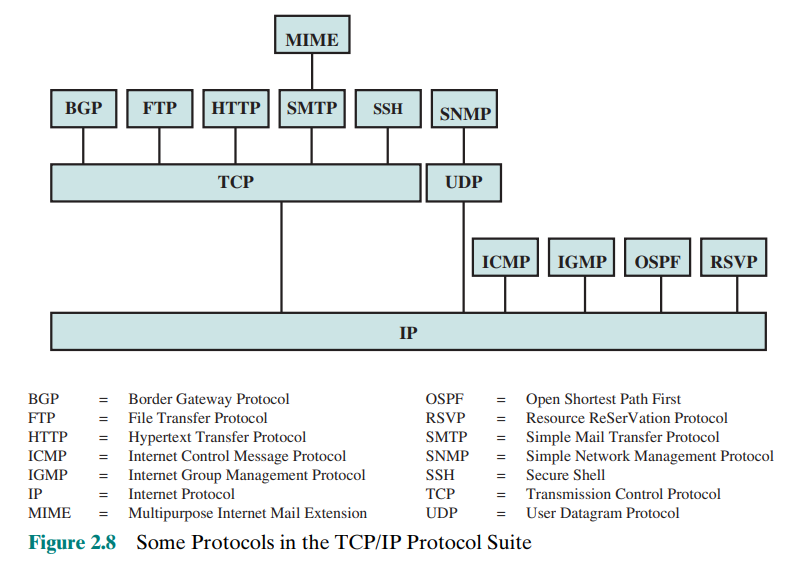 MIME
BGP FTP HTTP SMTP SSH SNMP
TCP UDP
ICMP IGMP OSPF RSVP
IP
BGP = Border Gateway Protocol OSPF = Open Shortest Path First
FTP = File Transfer Protocol RSVP = Resource ReSerVation Protocol
HTTP = Hypertext Transfer Protocol SMTP = Simple Mail Transfer Protocol
ICMP = Internet Control Message Protocol SNMP = Simple Network Management Protocol
IGMP = Internet Group Management Protocol SSH = Secure Shell
IP = Internet Protocol TCP = Transmission Control Protocol
MIME = Multipurpose Internet Mail Extension UDP = User Datagram Protocol
Figure 2.8 Some Protocols in the TCP/IP Protocol Suite